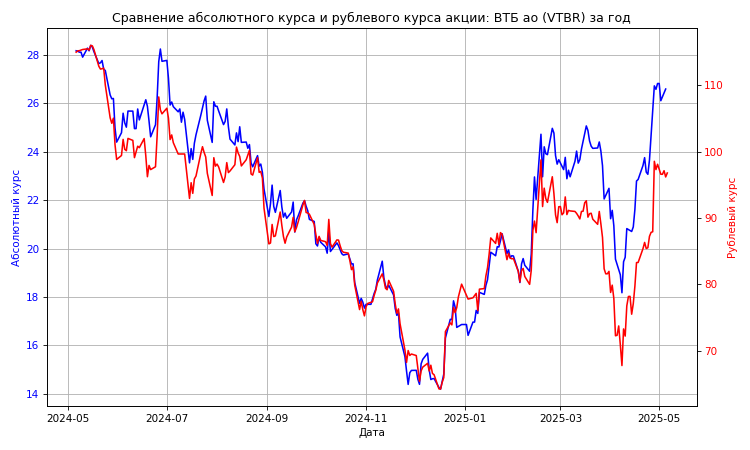 Сравнение абсолютного курса и рублевого курса акции: ВТБ ао (VTBR) за год
28
26
24
22
20
18
16
14
Абсолютный курс
110
100
90
80
70
Рублевый курс
2024-05 2024-07 2024-09 2024-11 2025-01 2025-03 2025-05
Дата